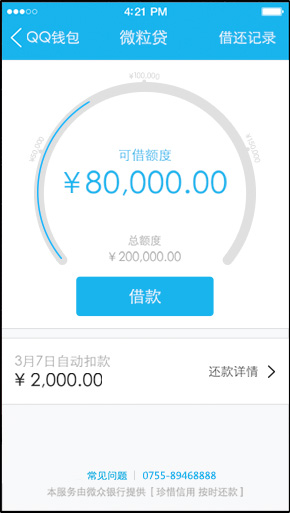 4:21 PM
QQ钱包 微粒贷 借还记录
¥100,000
¥50,000 ¥150,000
可借额度
¥80,000.00
总额度
¥200,000.00
借款
3月7日自动扣款
¥2,000.00 还款详情
常见问题 | 0755-89468888
本服务由微众银行提供 [ 珍惜信用 按时还款 ]